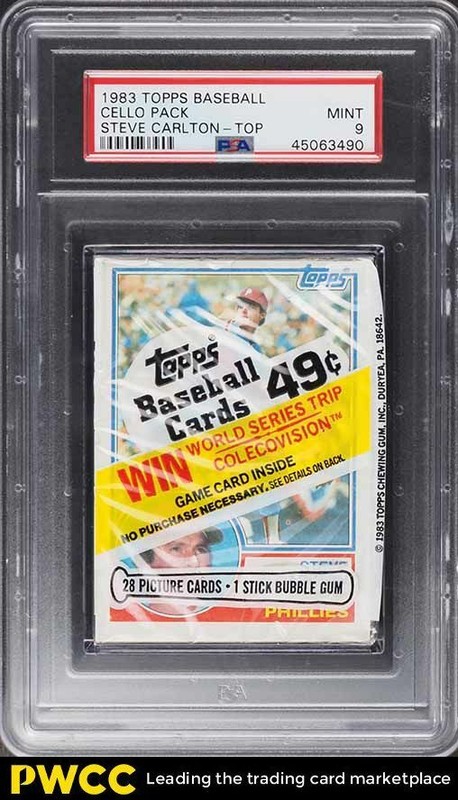 1983 TOPPS BASEBALL
CELLO PACK MINT
STEVE CARLTON - TOP 9
PSA 45063490
topps
Topps
Baseball 49¢
Cards
WIN WORLD SERIES TRIP
COLECOVISION™
GAME CARD INSIDE
NO PURCHASE NECESSARY. SEE DETAILS ON BACK.
© 1983 TOPPS CHEWING GUM, INC., DURYEA, PA. 18642.
STEVE
28 PICTURE CARDS • 1 STICK BUBBLE GUM
PHILLIES
PSA
PWCC Leading the trading card marketplace